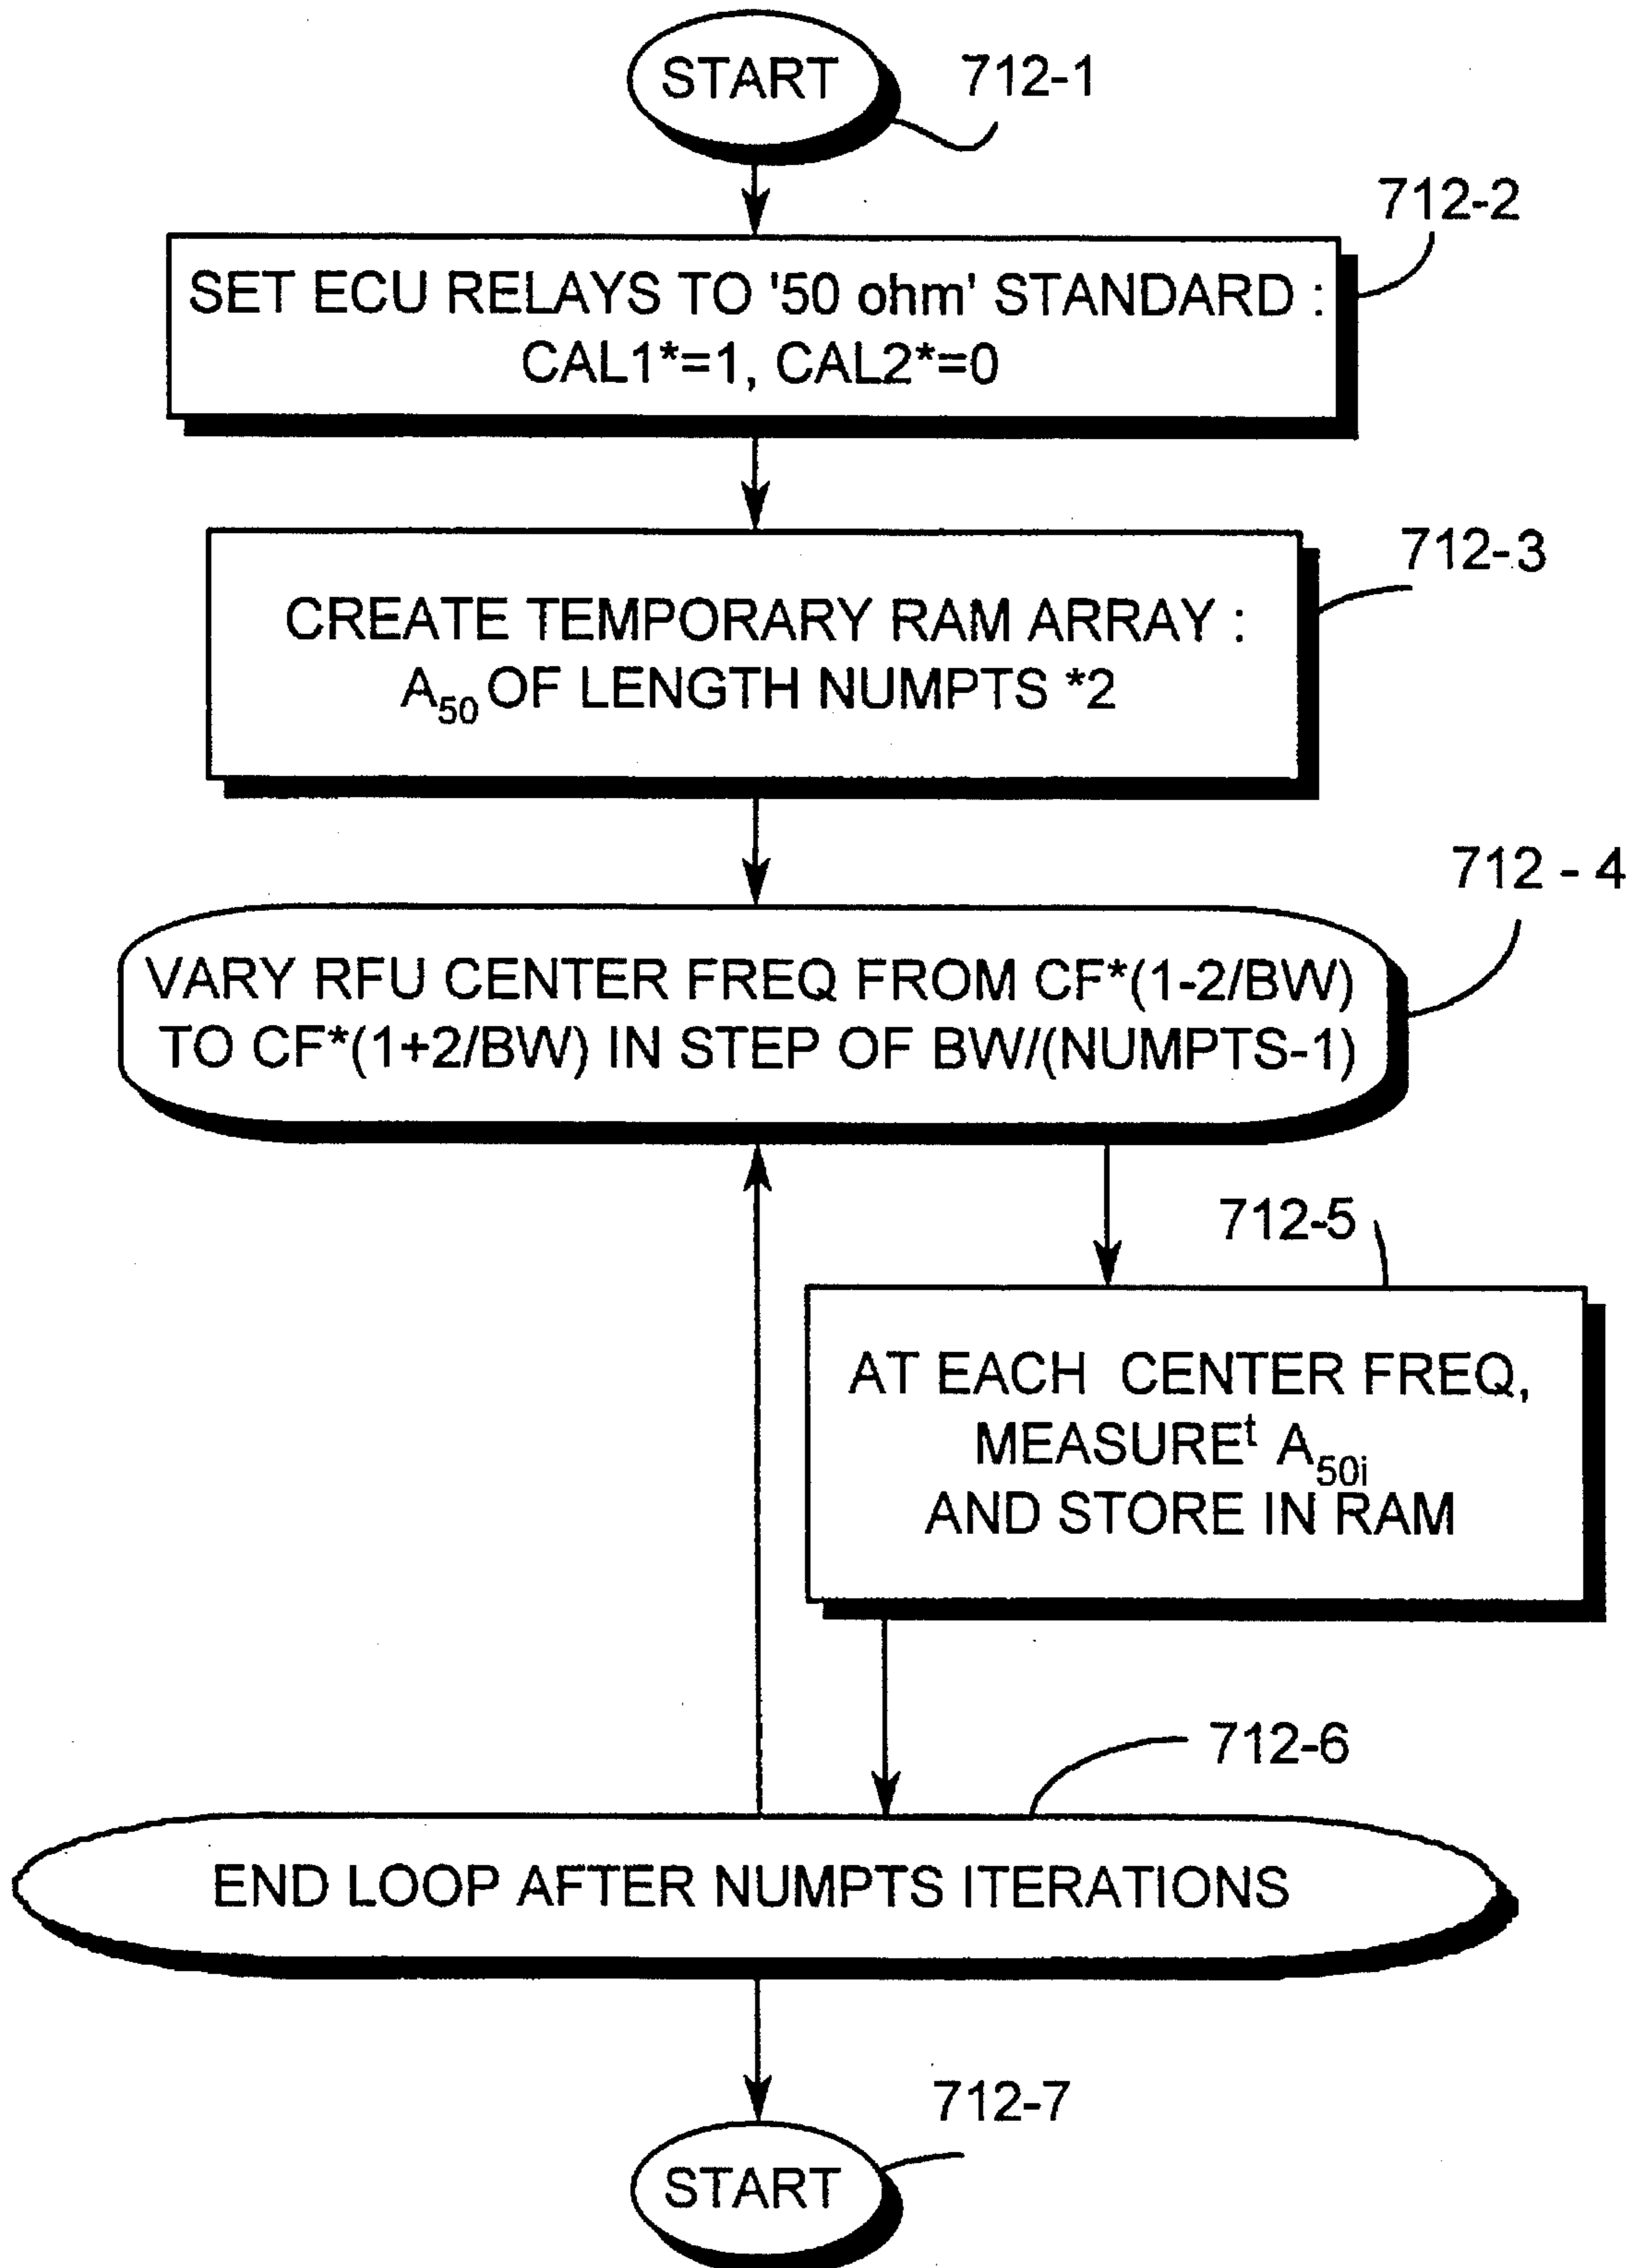 START
712-1
712-2
SET ECU RELAYS TO '50 ohm' STANDARD :
CAL1*=1, CAL2*=0
712-3
CREATE TEMPORARY RAM ARRAY :
A50 OF LENGTH NUMPTS *2
712 - 4
VARY RFU CENTER FREQ FROM CF*(1-2/BW)
TO CF*(1+2/BW) IN STEP OF BW/(NUMPTS-1)
712-5
AT EACH CENTER FREQ,
MEASUREt A50i
AND STORE IN RAM
712-6
END LOOP AFTER NUMPTS ITERATIONS
712-7
START